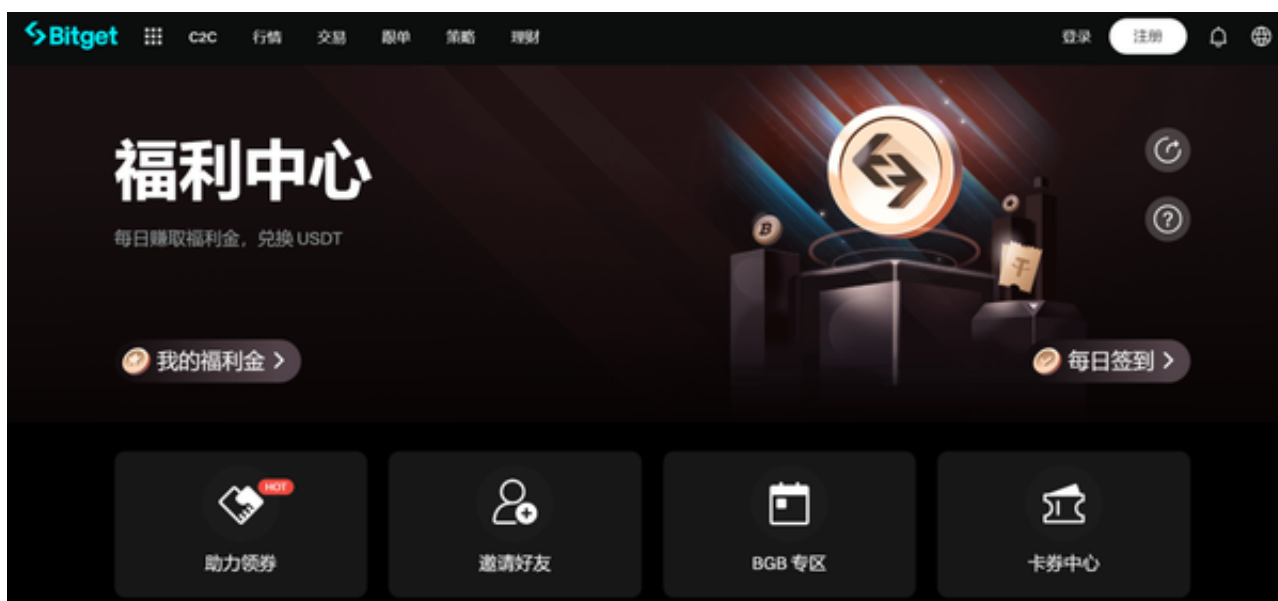 Bitget C2C 行情 交易 跟单 策略 理财 登录 注册
福利中心
每日赚取福利金，兑换 USDT
我的福利金
每日签到
HOT
助力领券 邀请好友 BGB 专区 卡券中心